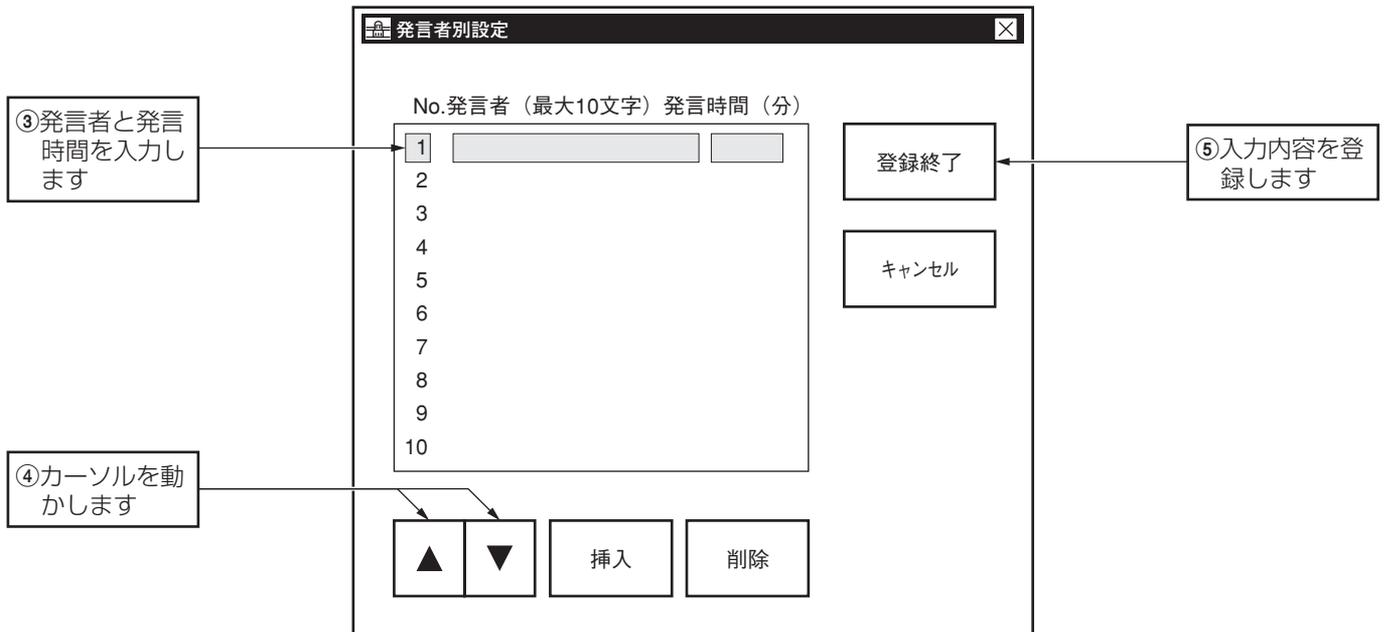 発言者別設定
No.発言者（最大10文字）発言時間（分）
③発言者と発言
時間を入力し
ます
1
2
3
4
5
6
7
8
9
10
登録終了
キャンセル
⑤入力内容を登
録します
④カーソルを動
かします
▲ ▼ 挿入 削除